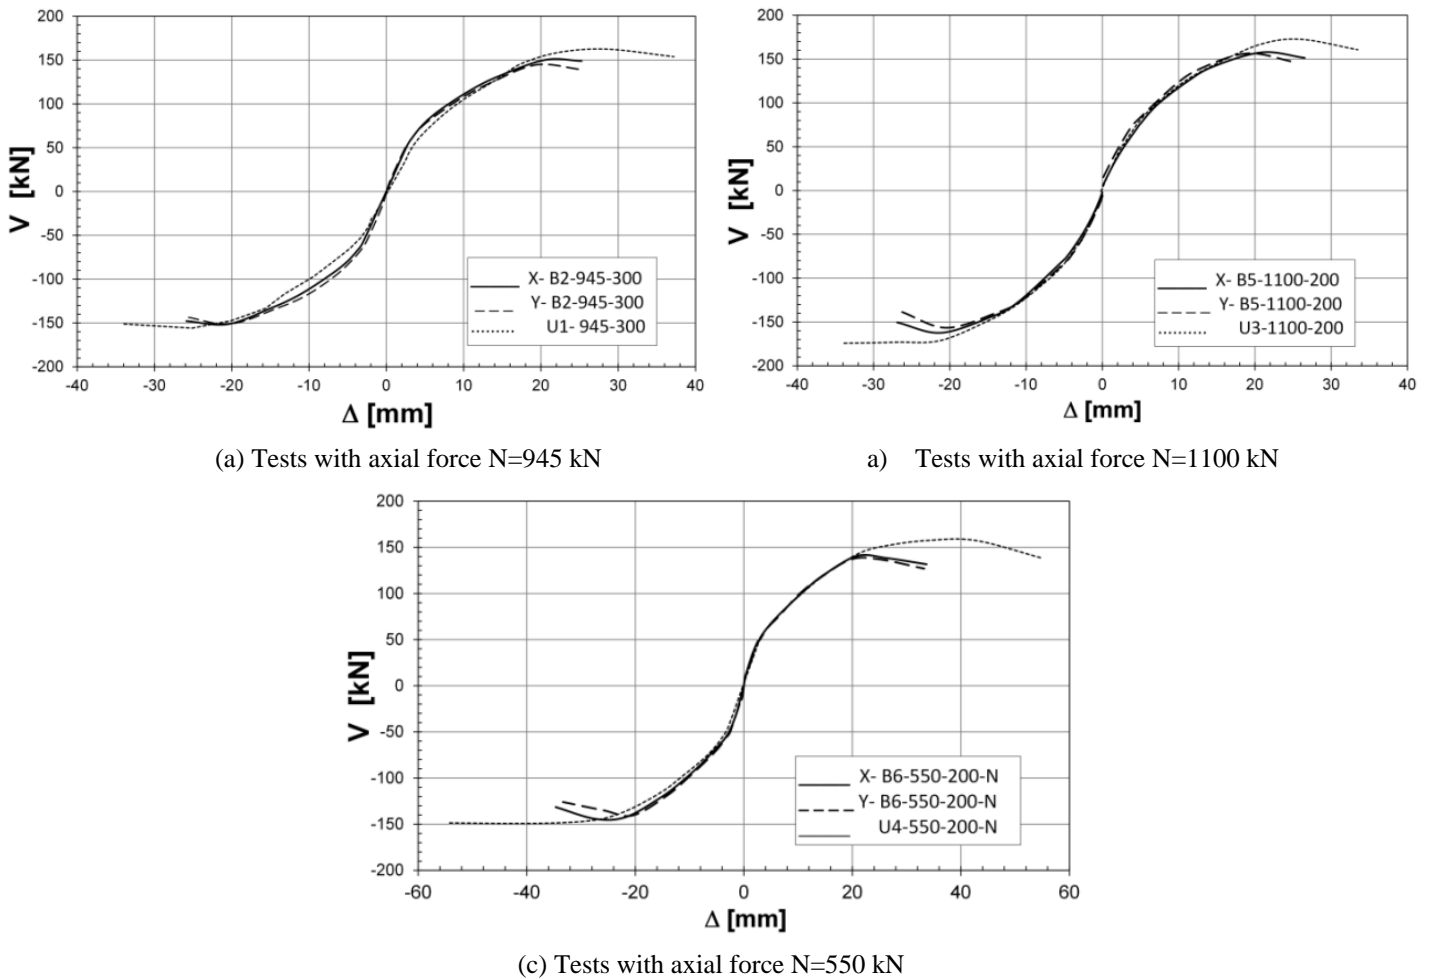 200
150
100
50
0
-50
-100
-150
-200
V [kN]
-40 -30 -20 -10 0 10 20 30 40
Δ [mm]
X- B2-945-300
Y- B2-945-300
U1- 945-300
(a) Tests with axial force N=945 kN
200
150
100
50
0
-50
-100
-150
-200
V [kN]
-40 -30 -20 -10 0 10 20 30 40
Δ [mm]
X- B5-1100-200
Y- B5-1100-200
U3-1100-200
a) Tests with axial force N=1100 kN
200
150
100
50
0
-50
-100
-150
-200
V [kN]
-60 -40 -20 0 20 40 60
Δ [mm]
X- B6-550-200-N
Y- B6-550-200-N
U4-550-200-N
(c) Tests with axial force N=550 kN